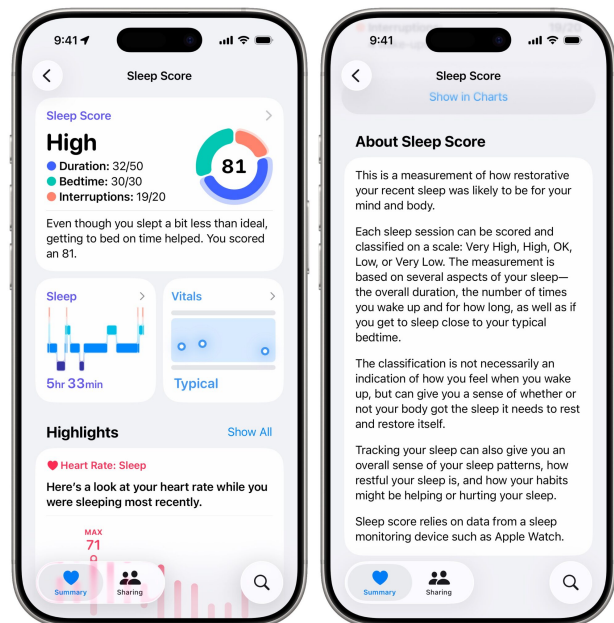 9:41
Sleep Score
Sleep Score
High
Duration: 32/50
Bedtime: 30/30
Interruptions: 19/20
81
Even though you slept a bit less than ideal,
getting to bed on time helped. You scored
an 81.
Sleep
5hr 33min
Vitals
Typical
Highlights
Show All
Heart Rate: Sleep
Here’s a look at your heart rate while you
were sleeping most recently.
MAX
71
Summary
Sharing
9:41
Sleep Score
Show in Charts
About Sleep Score
This is a measurement of how restorative
your recent sleep was likely to be for your
mind and body.
Each sleep session can be scored and
classified on a scale: Very High, High, OK,
Low, or Very Low. The measurement is
based on several aspects of your sleep—
the overall duration, the number of times
you wake up and for how long, as well as if
you get to sleep close to your typical
bedtime.
The classification is not necessarily an
indication of how you feel when you wake
up, but can give you a sense of whether or
not your body got the sleep it needs to rest
and restore itself.
Tracking your sleep can also give you an
overall sense of your sleep patterns, how
restful your sleep is, and how your habits
might be helping or hurting your sleep.
Sleep score relies on data from a sleep
monitoring device such as Apple Watch.
Summary
Sharing